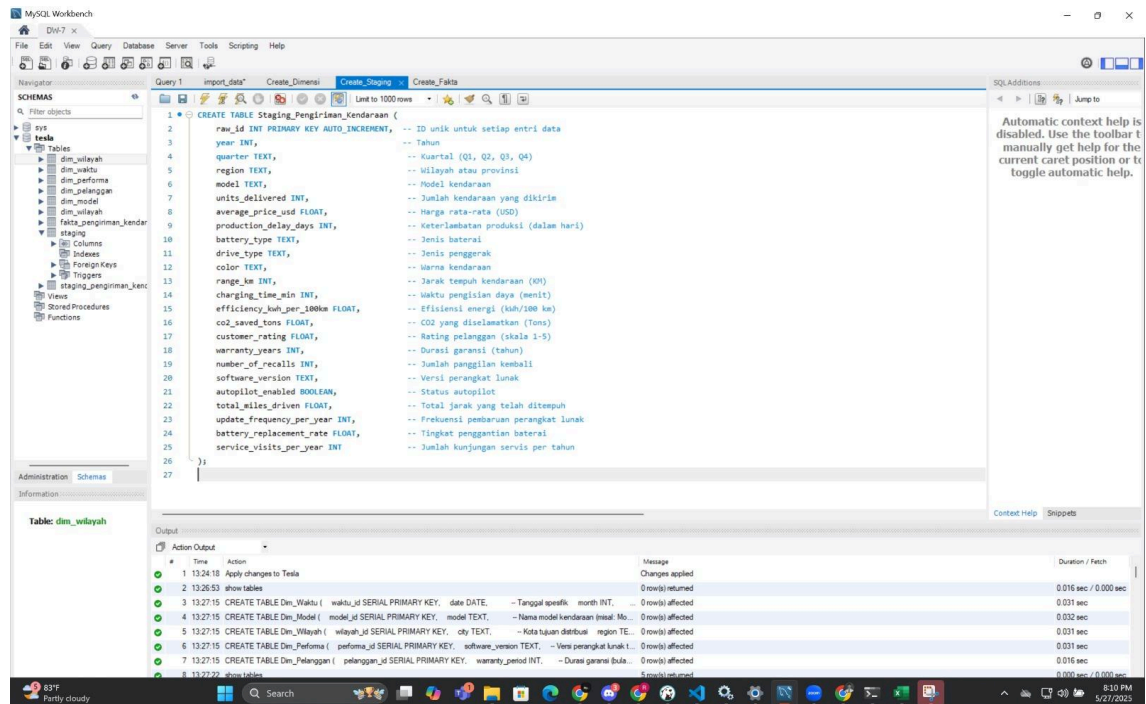 MySQL Workbench
DW-7 ×
File Edit View Query Database Server Tools Scripting Help
Navigator
SCHEMAS
Filter objects
sys
tesla
Tables
dim_wilayah
dim_waktu
dim_performa
dim_pelanggan
dim_model
dim_wilayah
fakta_pengiriman_kendar
staging
Columns
Indexes
Foreign Keys
Triggers
staging_pengiriman_kend
Views
Stored Procedures
Functions
Administration Schemas
Information
Table: dim_wilayah
Query 1 import_data* Create_Dimensi Create_Staging × Create_Fakta
Limit to 1000 rows
1 CREATE TABLE Staging_Pengiriman_Kendaraan (
2 raw_id INT PRIMARY KEY AUTO_INCREMENT, -- ID unik untuk setiap entri data
3 year INT, -- Tahun
4 quarter TEXT, -- Kuartal (Q1, Q2, Q3, Q4)
5 region TEXT, -- Wilayah atau provinsi
6 model TEXT, -- Model kendaraan
7 units_delivered INT, -- Jumlah kendaraan yang dikirim
8 average_price_usd FLOAT, -- Harga rata-rata (USD)
9 production_delay_days INT, -- Keterlambatan produksi (dalam hari)
10 battery_type TEXT, -- Jenis baterai
11 drive_type TEXT, -- Jenis penggerak
12 color TEXT, -- Warna kendaraan
13 range_km INT, -- Jarak tempuh kendaraan (KM)
14 charging_time_min INT, -- Waktu pengisian daya (menit)
15 efficiency_kwh_per_100km FLOAT, -- Efisiensi energi (kWh/100 km)
16 co2_saved_tons FLOAT, -- CO2 yang diselamatkan (Tons)
17 customer_rating FLOAT, -- Rating pelanggan (skala 1-5)
18 warranty_years INT, -- Durasi garansi (tahun)
19 number_of_recalls INT, -- Jumlah panggilan kembali
20 software_version TEXT, -- Versi perangkat lunak
21 autopilot_enabled BOOLEAN, -- Status autopilot
22 total_miles_driven FLOAT, -- Total jarak yang telah ditempuh
23 update_frequency_per_year INT, -- Frekuensi pembaruan perangkat lunak
24 battery_replacement_rate FLOAT, -- Tingkat penggantian baterai
25 service_visits_per_year INT -- Jumlah kunjungan servis per tahun
26 );
27
SQLAdditions
Jump to
Automatic context help is
disabled. Use the toolbar t
manually get help for the
current caret position or to
toggle automatic help.
Context Help Snippets
Output
Action Output
# Time Action Message Duration / Fetch
1 13:24:18 Apply changes to Tesla Changes applied
2 13:26:53 show tables 0 row(s) returned 0.016 sec / 0.000 sec
3 13:27:15 CREATE TABLE Dim_Waktu ( waktu_id SERIAL PRIMARY KEY, date DATE, -- Tanggal spesifik month INT, ... 0 row(s) affected 0.031 sec
4 13:27:15 CREATE TABLE Dim_Model ( model_id SERIAL PRIMARY KEY, model TEXT, -- Nama model kendaraan (misal: Mo... 0 row(s) affected 0.032 sec
5 13:27:15 CREATE TABLE Dim_Wilayah ( wilayah_id SERIAL PRIMARY KEY, city TEXT, -- Kota tujuan distribusi region TE... 0 row(s) affected 0.031 sec
6 13:27:15 CREATE TABLE Dim_Performa ( performa_id SERIAL PRIMARY KEY, software_version TEXT, -- Versi perangkat lunak t... 0 row(s) affected 0.031 sec
7 13:27:15 CREATE TABLE Dim_Pelanggan ( pelanggan_id SERIAL PRIMARY KEY, warranty_period INT, -- Durasi garansi (bula... 0 row(s) affected 0.016 sec
8 13:27:22 show tables 5 row(s) returned 0.000 sec / 0.000 sec
83°F
Partly cloudy
Search
8:10 PM
5/27/2025